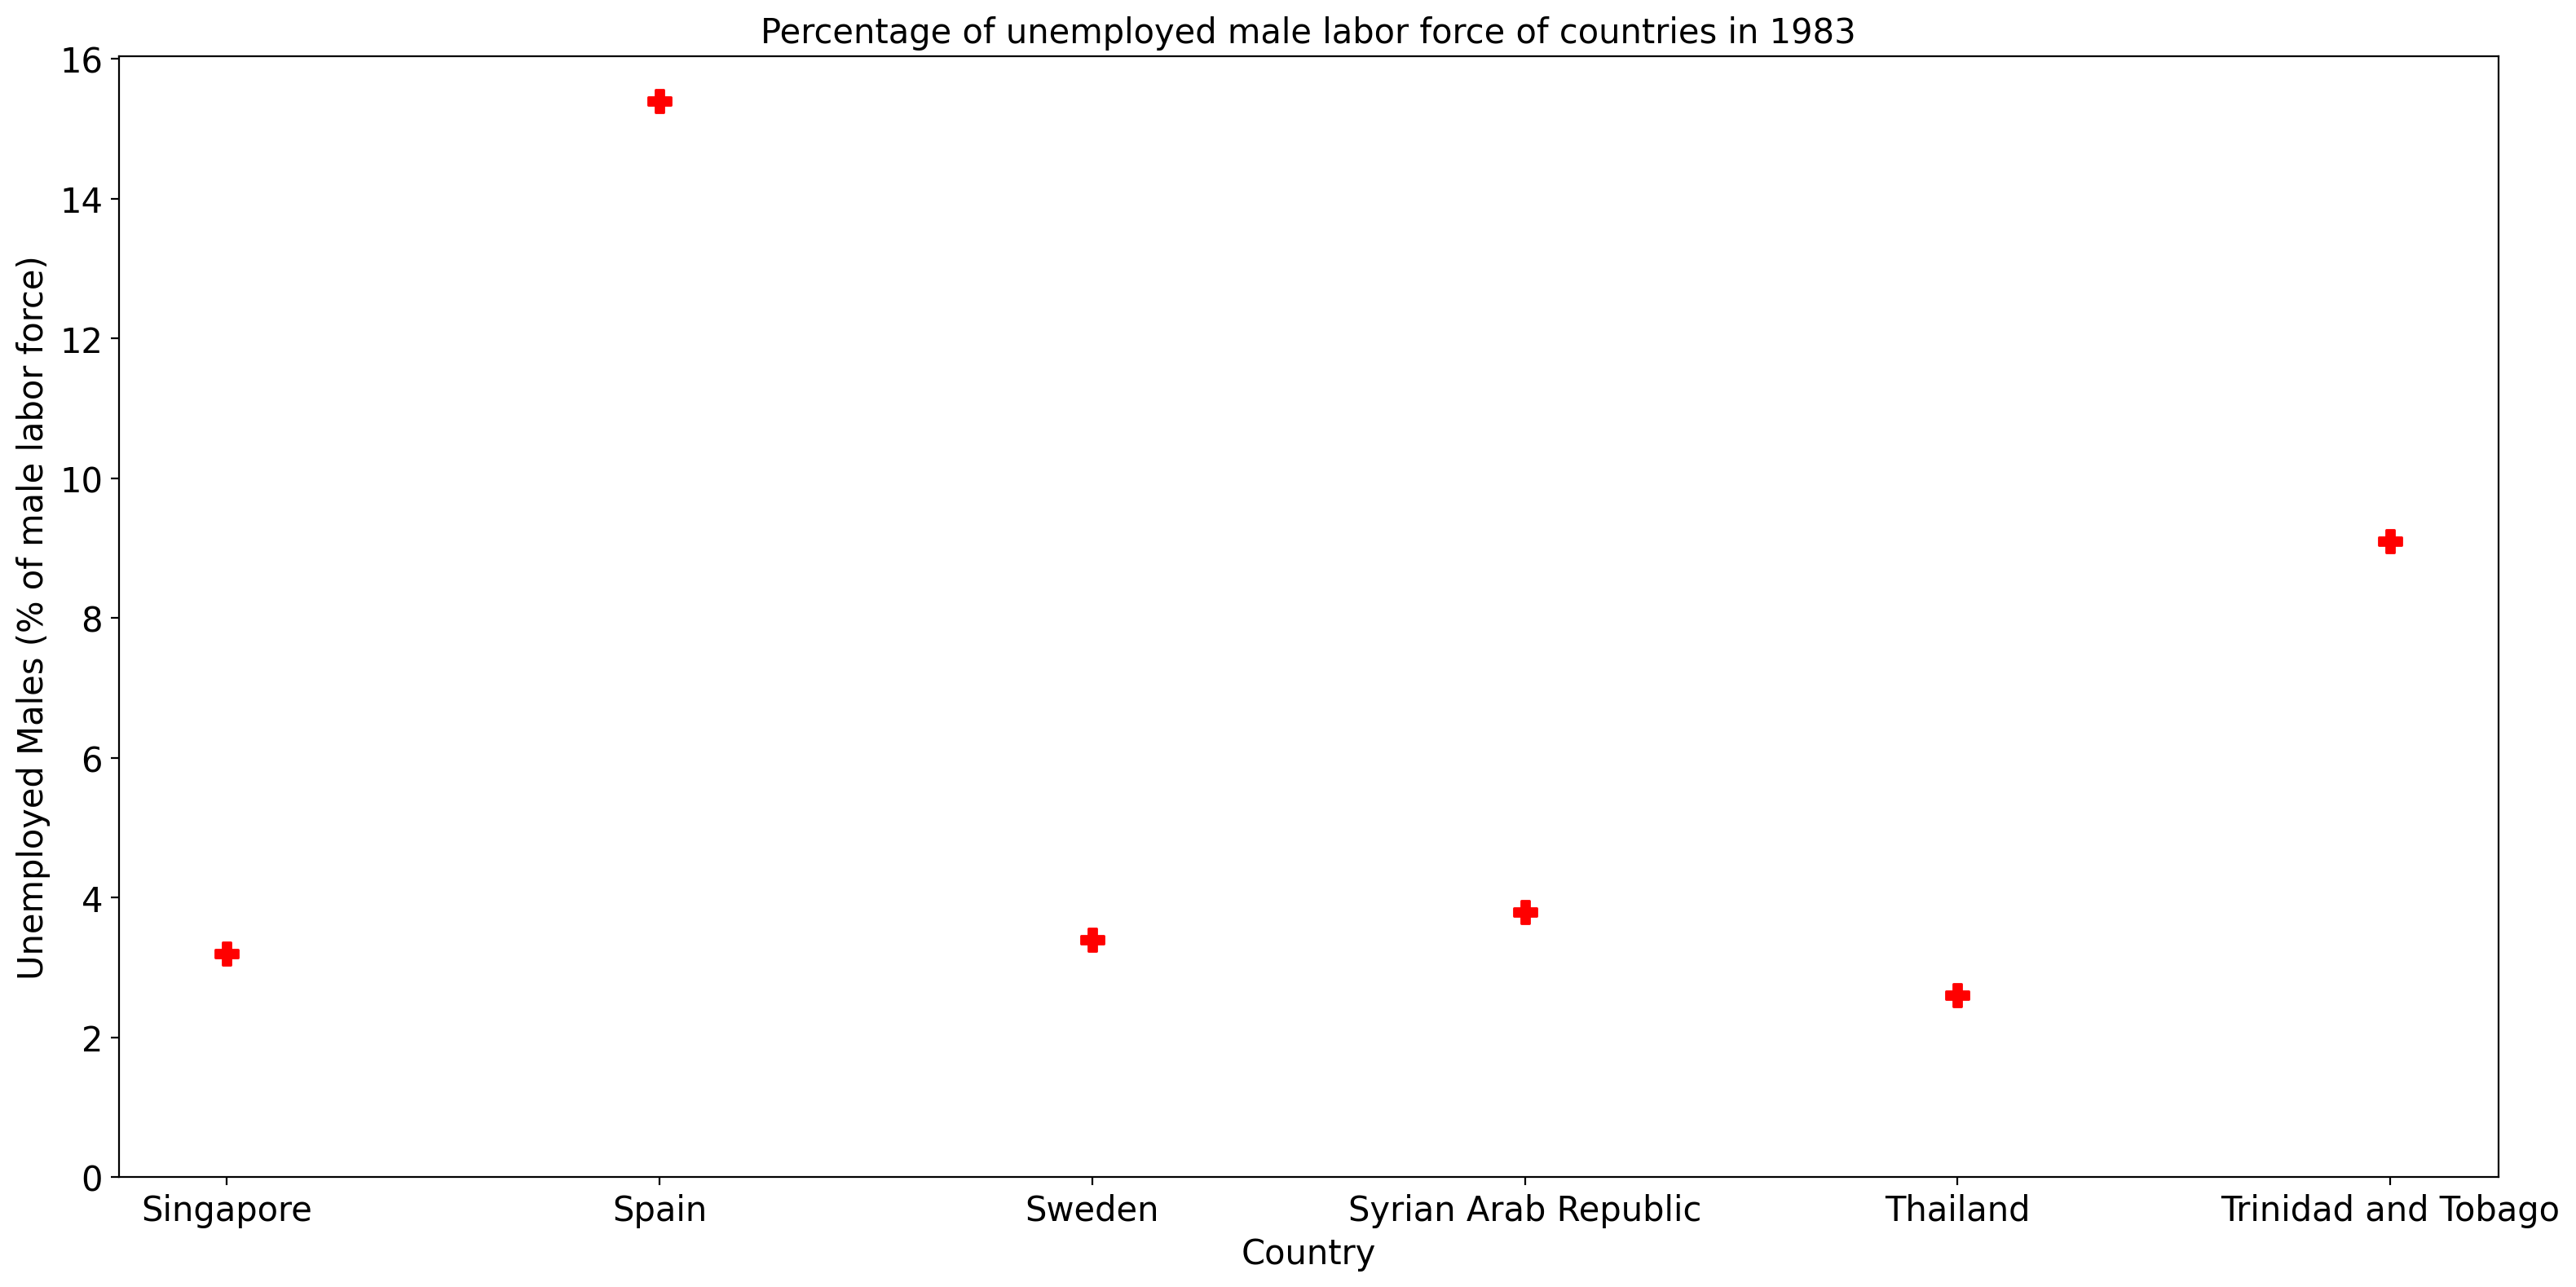 Percentage of unemployed male labor force of countries in 1983
Unemployed Males (% of male labor force)
16
14
12
10
8
6
4
2
0
Singapore Spain Sweden Syrian Arab Republic Thailand Trinidad and Tobago
Country